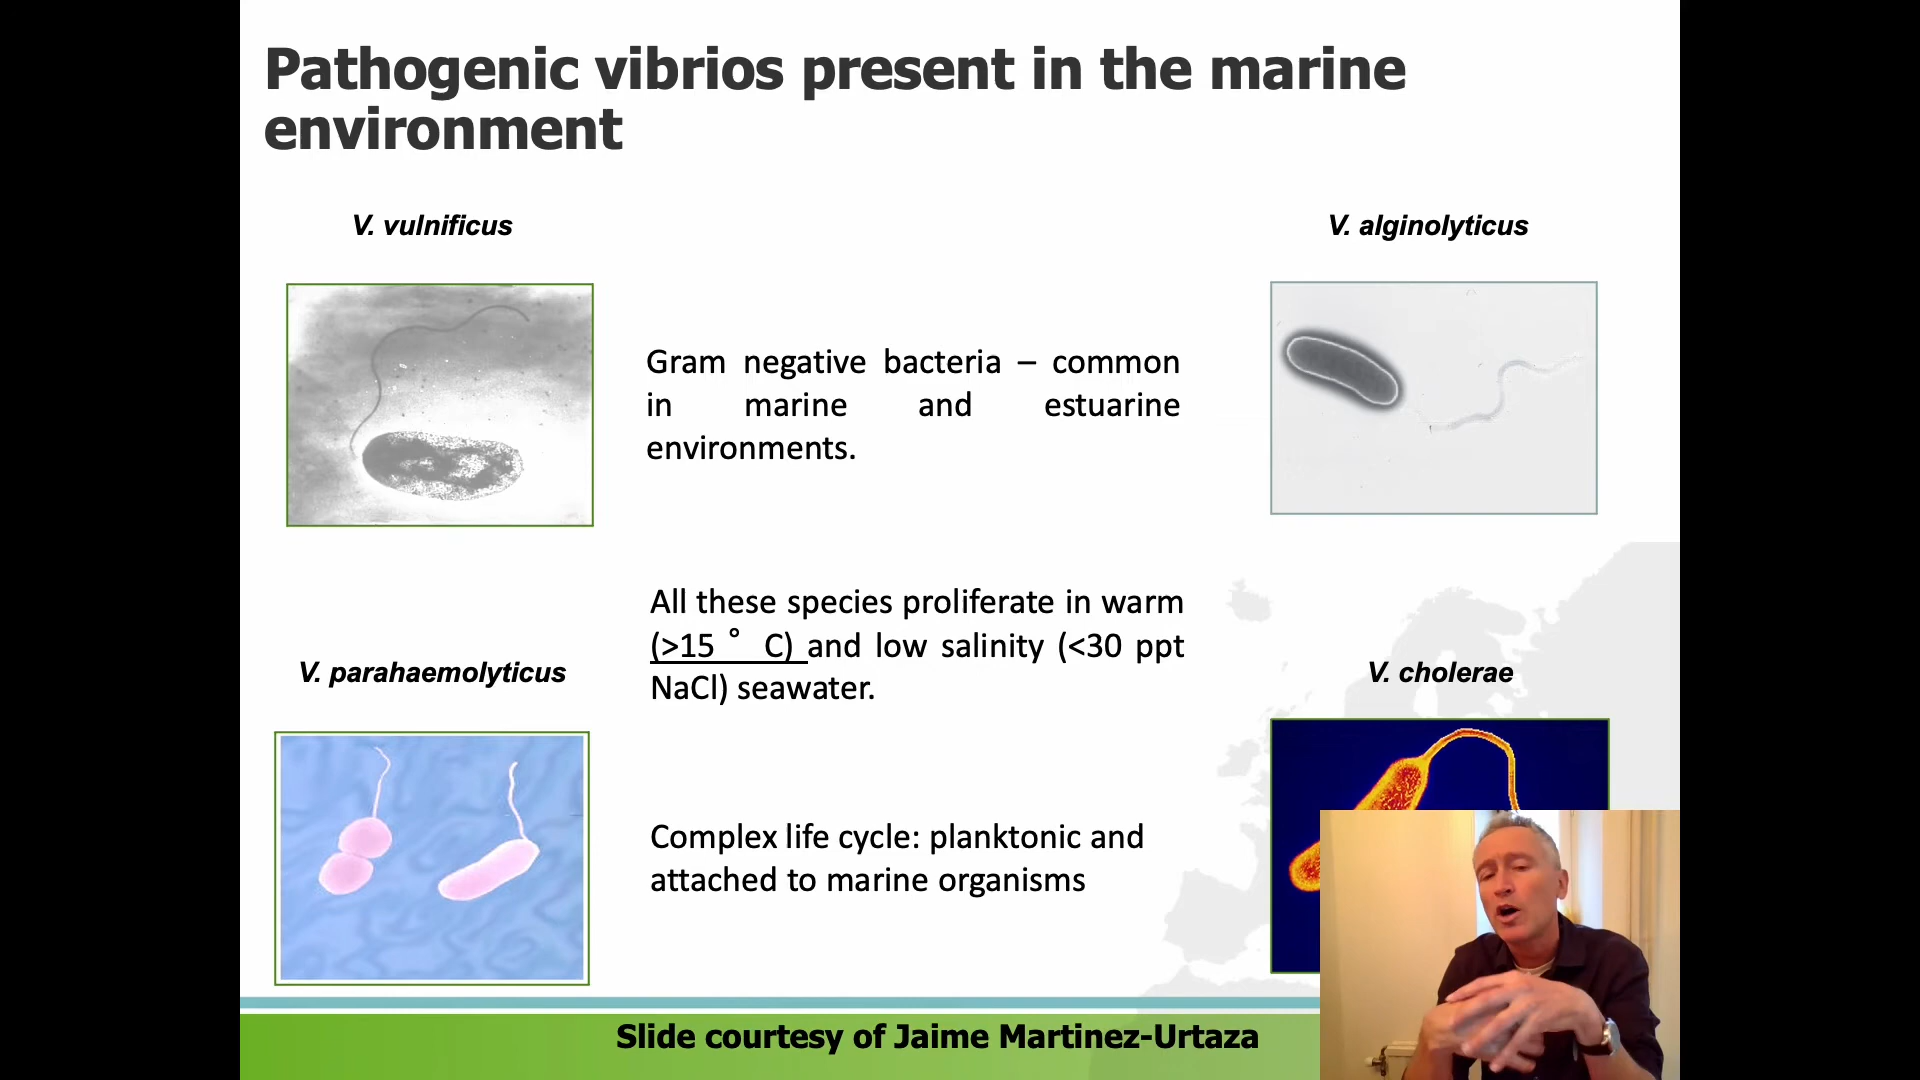 Pathogenic vibrios present in the marine
environment
V. vulnificus
V. alginolyticus
Gram negative bacteria – common
in marine and estuarine
environments.
All these species proliferate in warm
(>15 ° C) and low salinity (<30 ppt
NaCl) seawater.
V. parahaemolyticus
V. cholerae
Complex life cycle: planktonic and
attached to marine organisms
Slide courtesy of Jaime Martinez-Urtaza